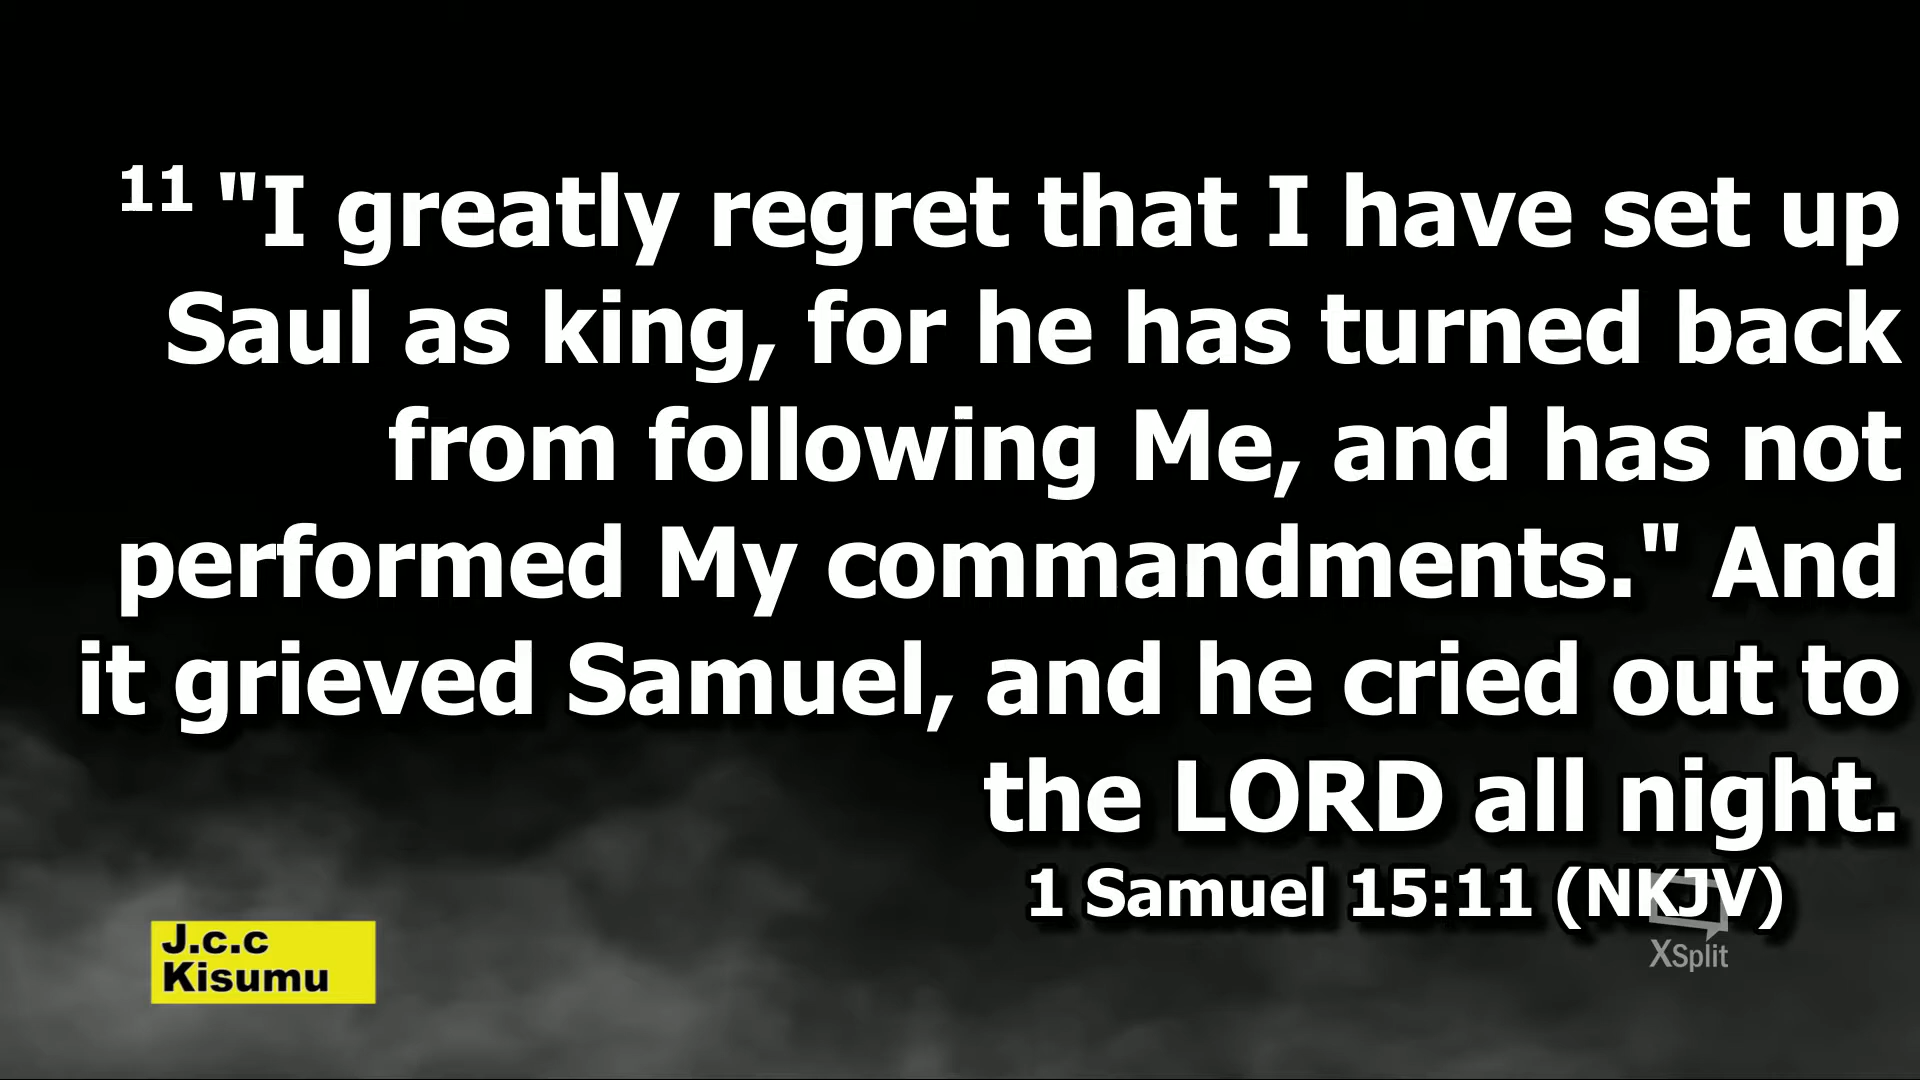 11 "I greatly regret that I have set up
Saul as king, for he has turned back
from following Me, and has not
performed My commandments." And
it grieved Samuel, and he cried out to
the LORD all night.
1 Samuel 15:11 (NKJV)
XSplit
J.c.c
Kisumu